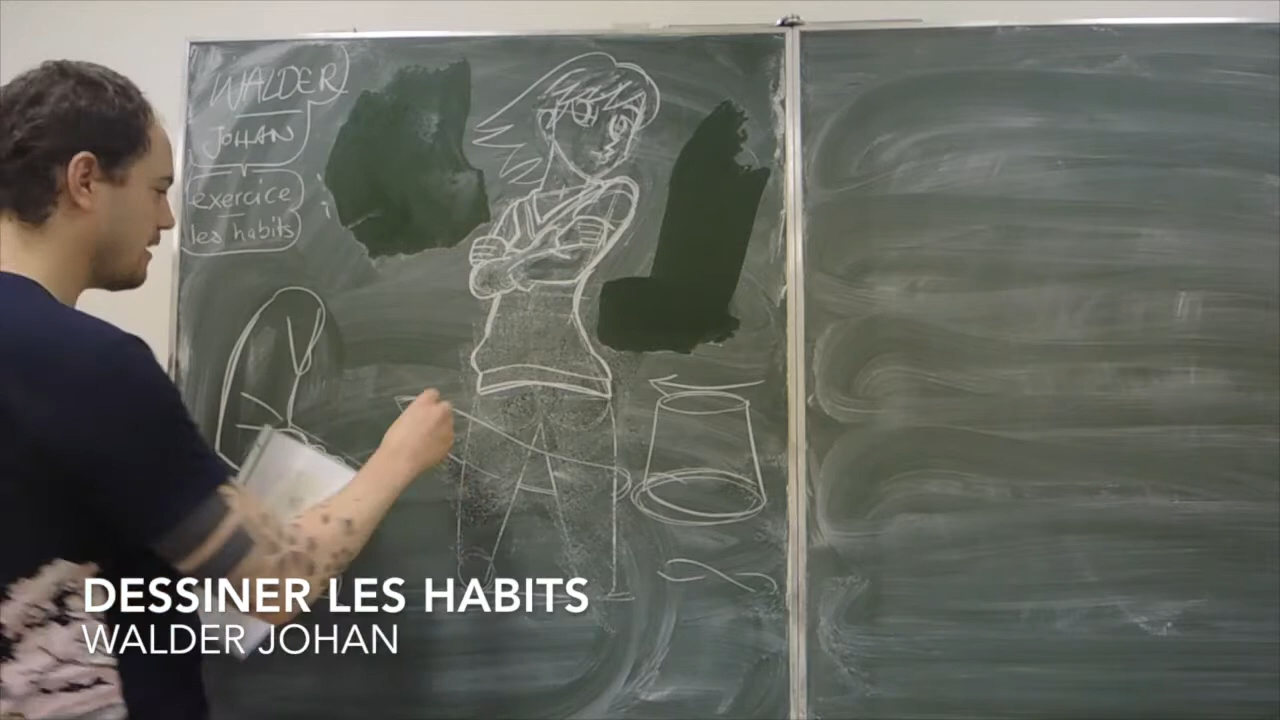 WALDER
JOHAN
exercice
les habits
DESSINER LES HABITS
WALDER JOHAN